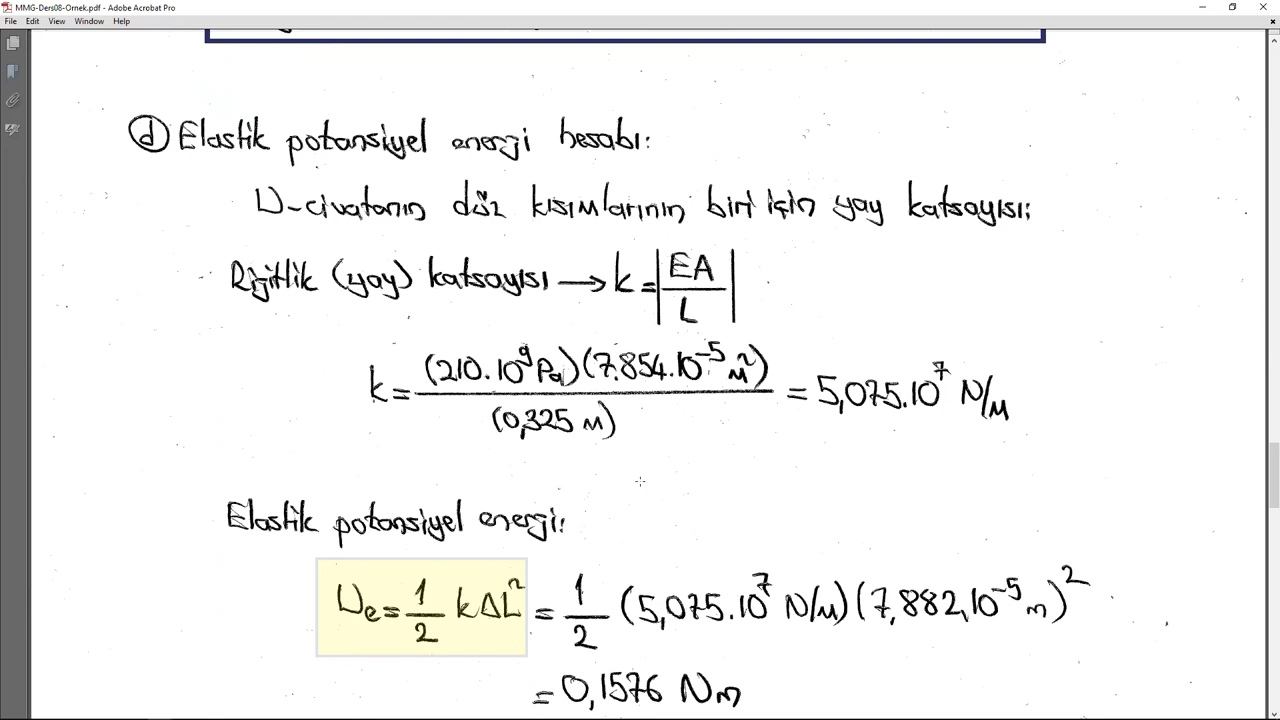 MMG-Ders08-Ornek.pdf - Adobe Acrobat Pro
File Edit View Window Help
d Elastik potansiyel energi hesabı:
U-civatanın düz kısımlarının biri için yay katsayısı:
Rijitlik (yay) katsayısı → k = |EA/L|
k = (210.10⁹ Pa)(7.854.10⁻⁵ m²) / (0,325 m) = 5,075.10⁷ N/m
Elastik potansiyel energi:
Ue = 1/2 k ΔL² = 1/2 (5,075.10⁷ N/m)(7,882.10⁻⁵ m)²
= 0,1576 Nm